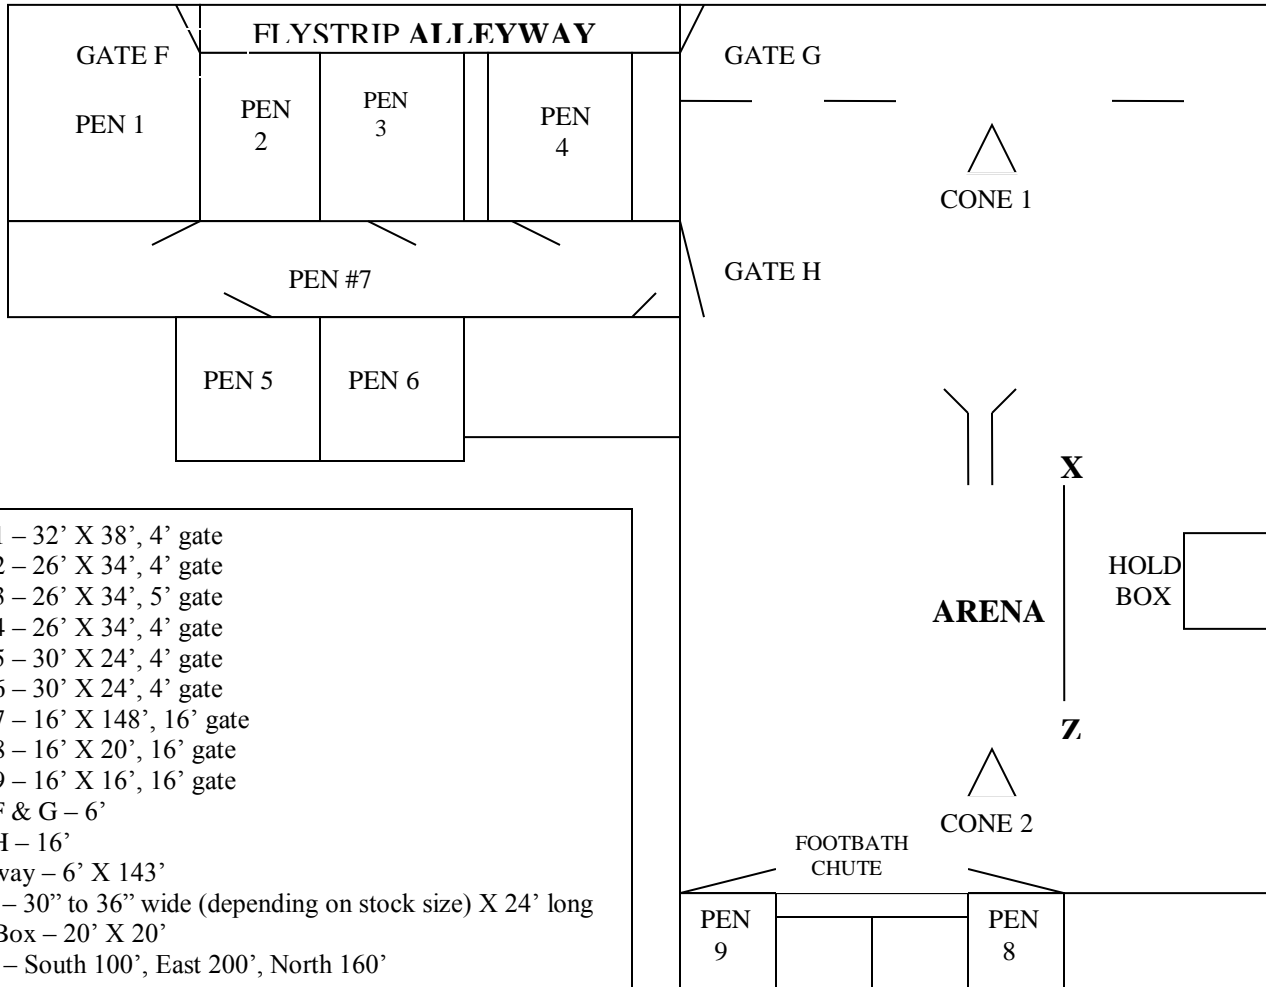 FLYSTRIP ALLEYWAY
GATE F
GATE G
PEN 1
PEN
2
PEN
3
PEN
4
CONE 1
PEN #7
GATE H
PEN 5
PEN 6
X
HOLD
BOX
ARENA
Z
CONE 2
FOOTBATH
CHUTE
PEN
9
PEN
8
– 32’ X 38’, 4’ gate
2 – 26’ X 34’, 4’ gate
3 – 26’ X 34’, 5’ gate
4 – 26’ X 34’, 4’ gate
5 – 30’ X 24’, 4’ gate
6 – 30’ X 24’, 4’ gate
7 – 16’ X 148’, 16’ gate
8 – 16’ X 20’, 16’ gate
9 – 16’ X 16’, 16’ gate
F & G – 6’
H – 16’
way – 6’ X 143’
– 30” to 36” wide (depending on stock size) X 24’ long
Box – 20’ X 20’
– South 100’, East 200’, North 160’